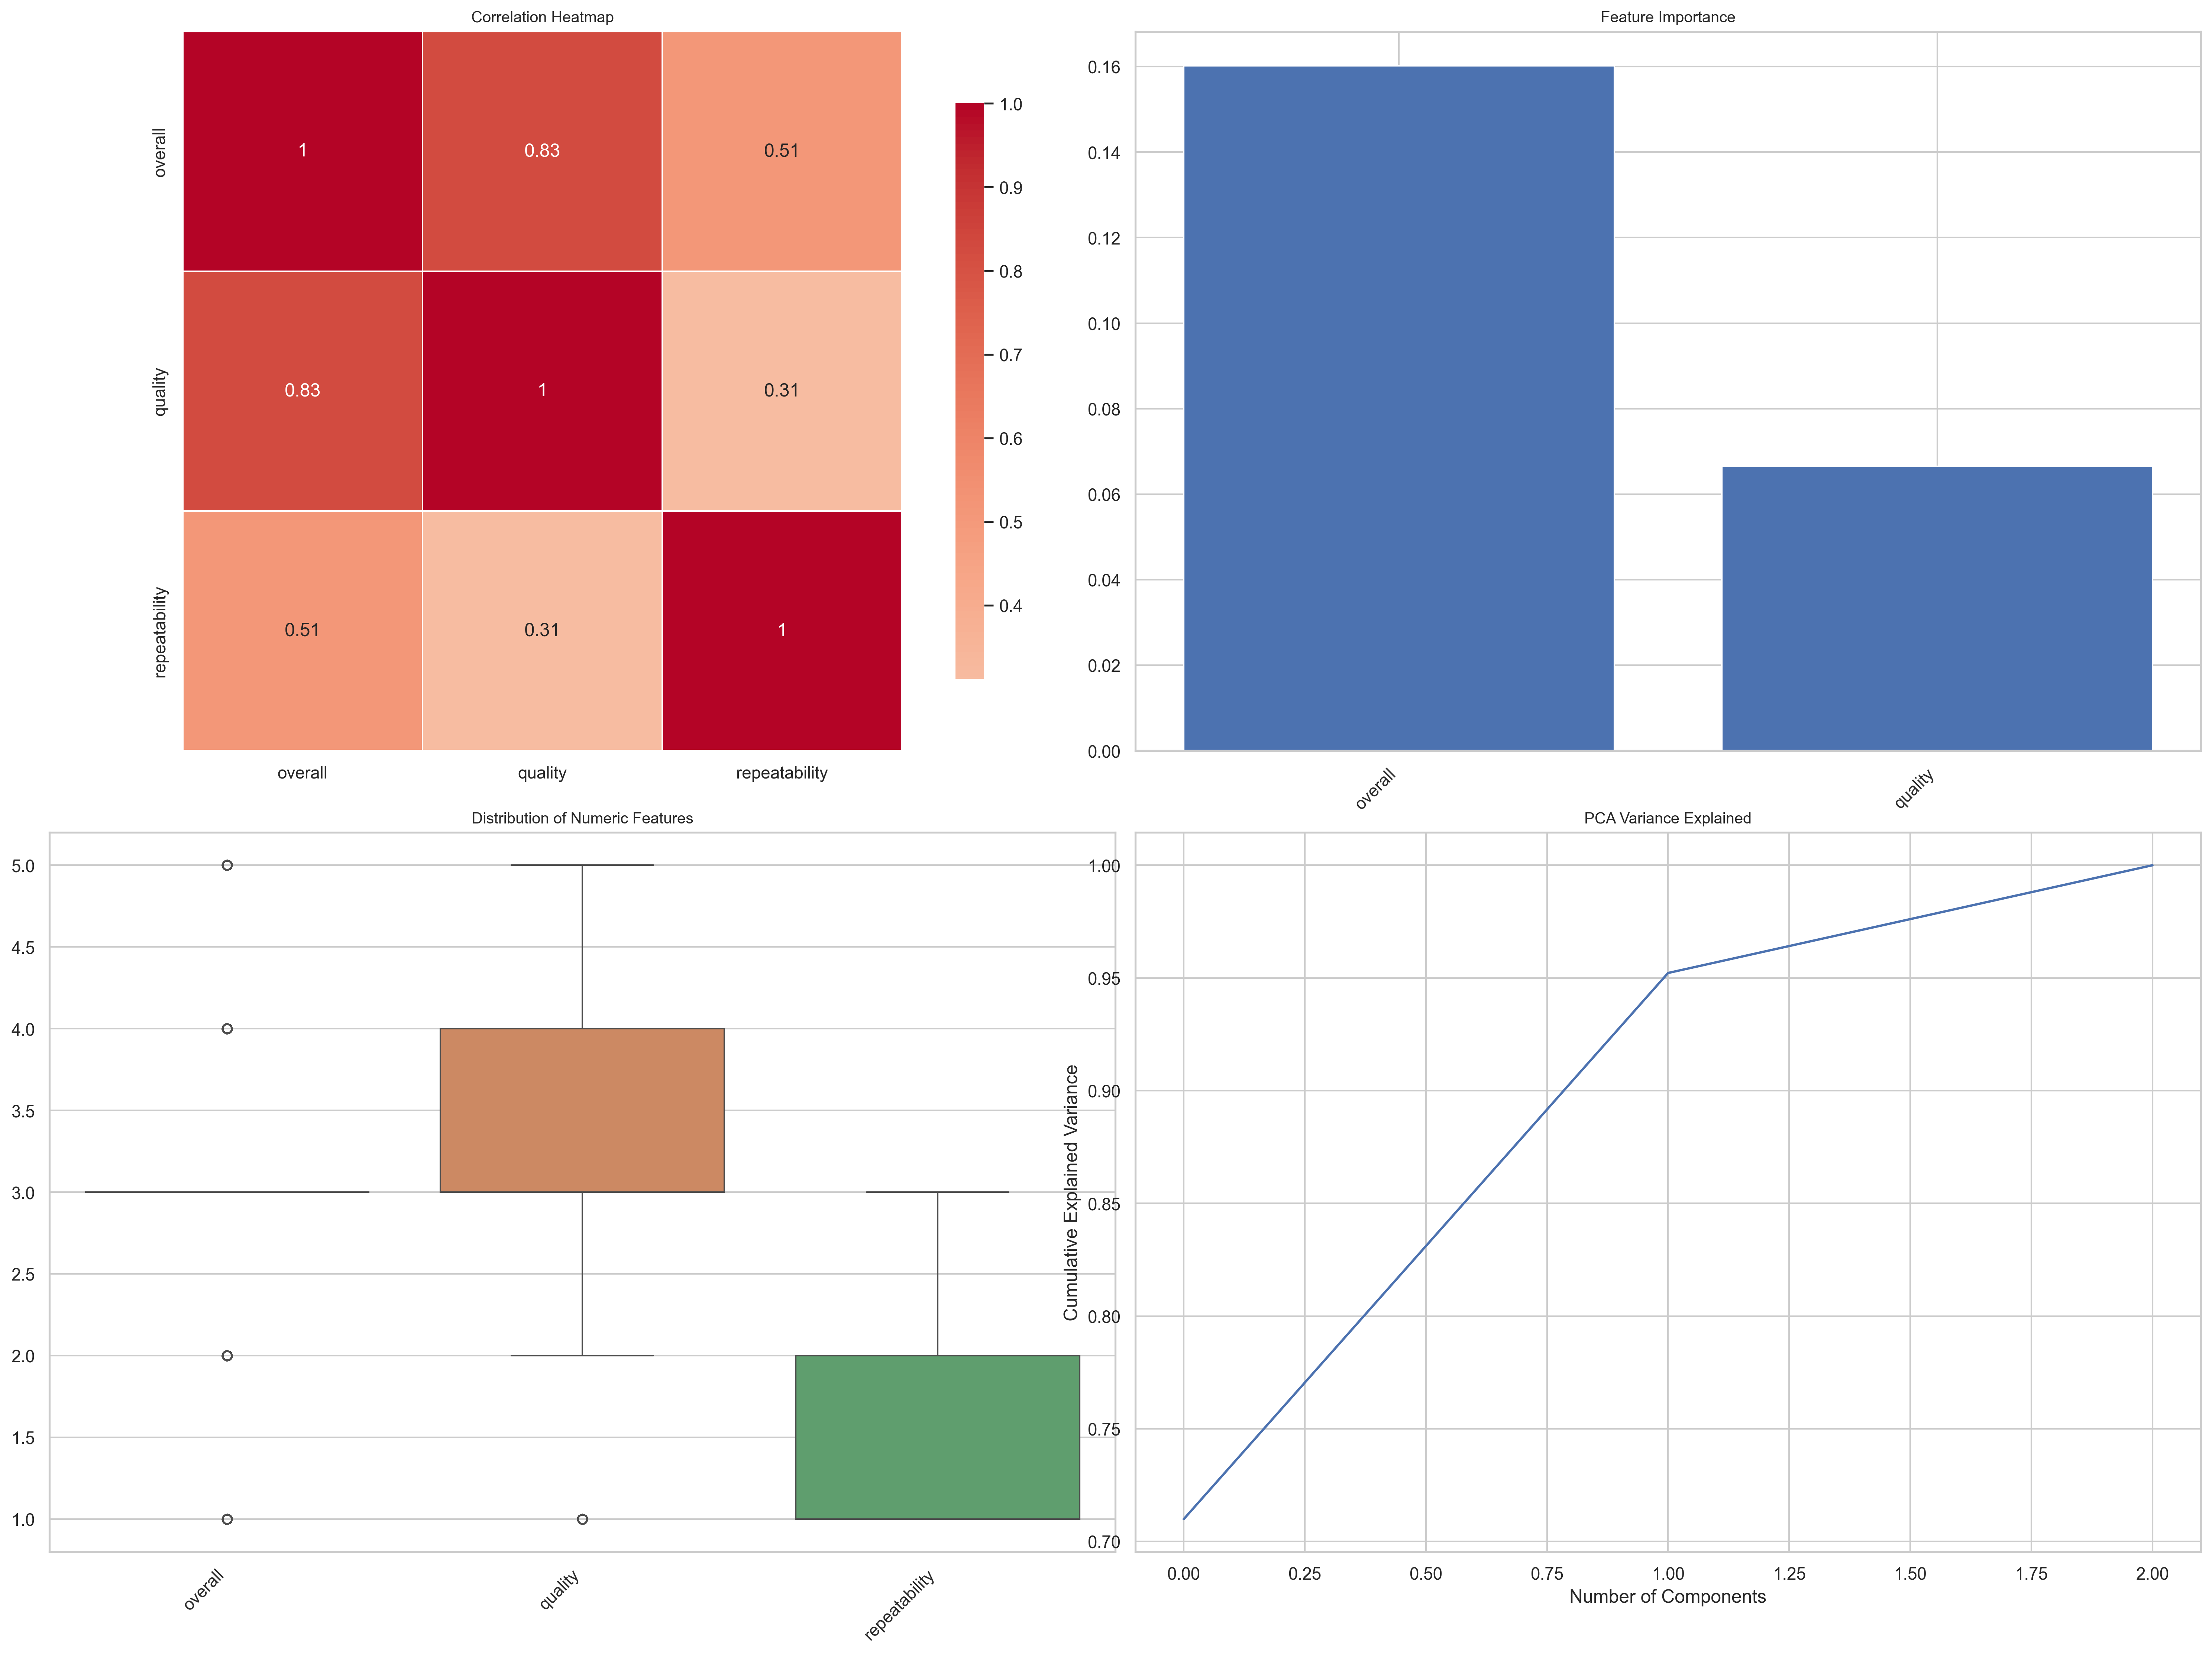 Correlation Heatmap
overall
quality
repeatability
1 0.83 0.51
0.83 1 0.31
0.51 0.31 1
overall quality repeatability
1.0
0.9
0.8
0.7
0.6
0.5
0.4
Feature Importance
0.16
0.14
0.12
0.10
0.08
0.06
0.04
0.02
0.00
overall quality
Distribution of Numeric Features
5.0
4.5
4.0
3.5
3.0
2.5
2.0
1.5
1.0
overall quality repeatability
PCA Variance Explained
Cumulative Explained Variance
1.00
0.95
0.90
0.85
0.80
0.75
0.70
0.00 0.25 0.50 0.75 1.00 1.25 1.50 1.75 2.00
Number of Components